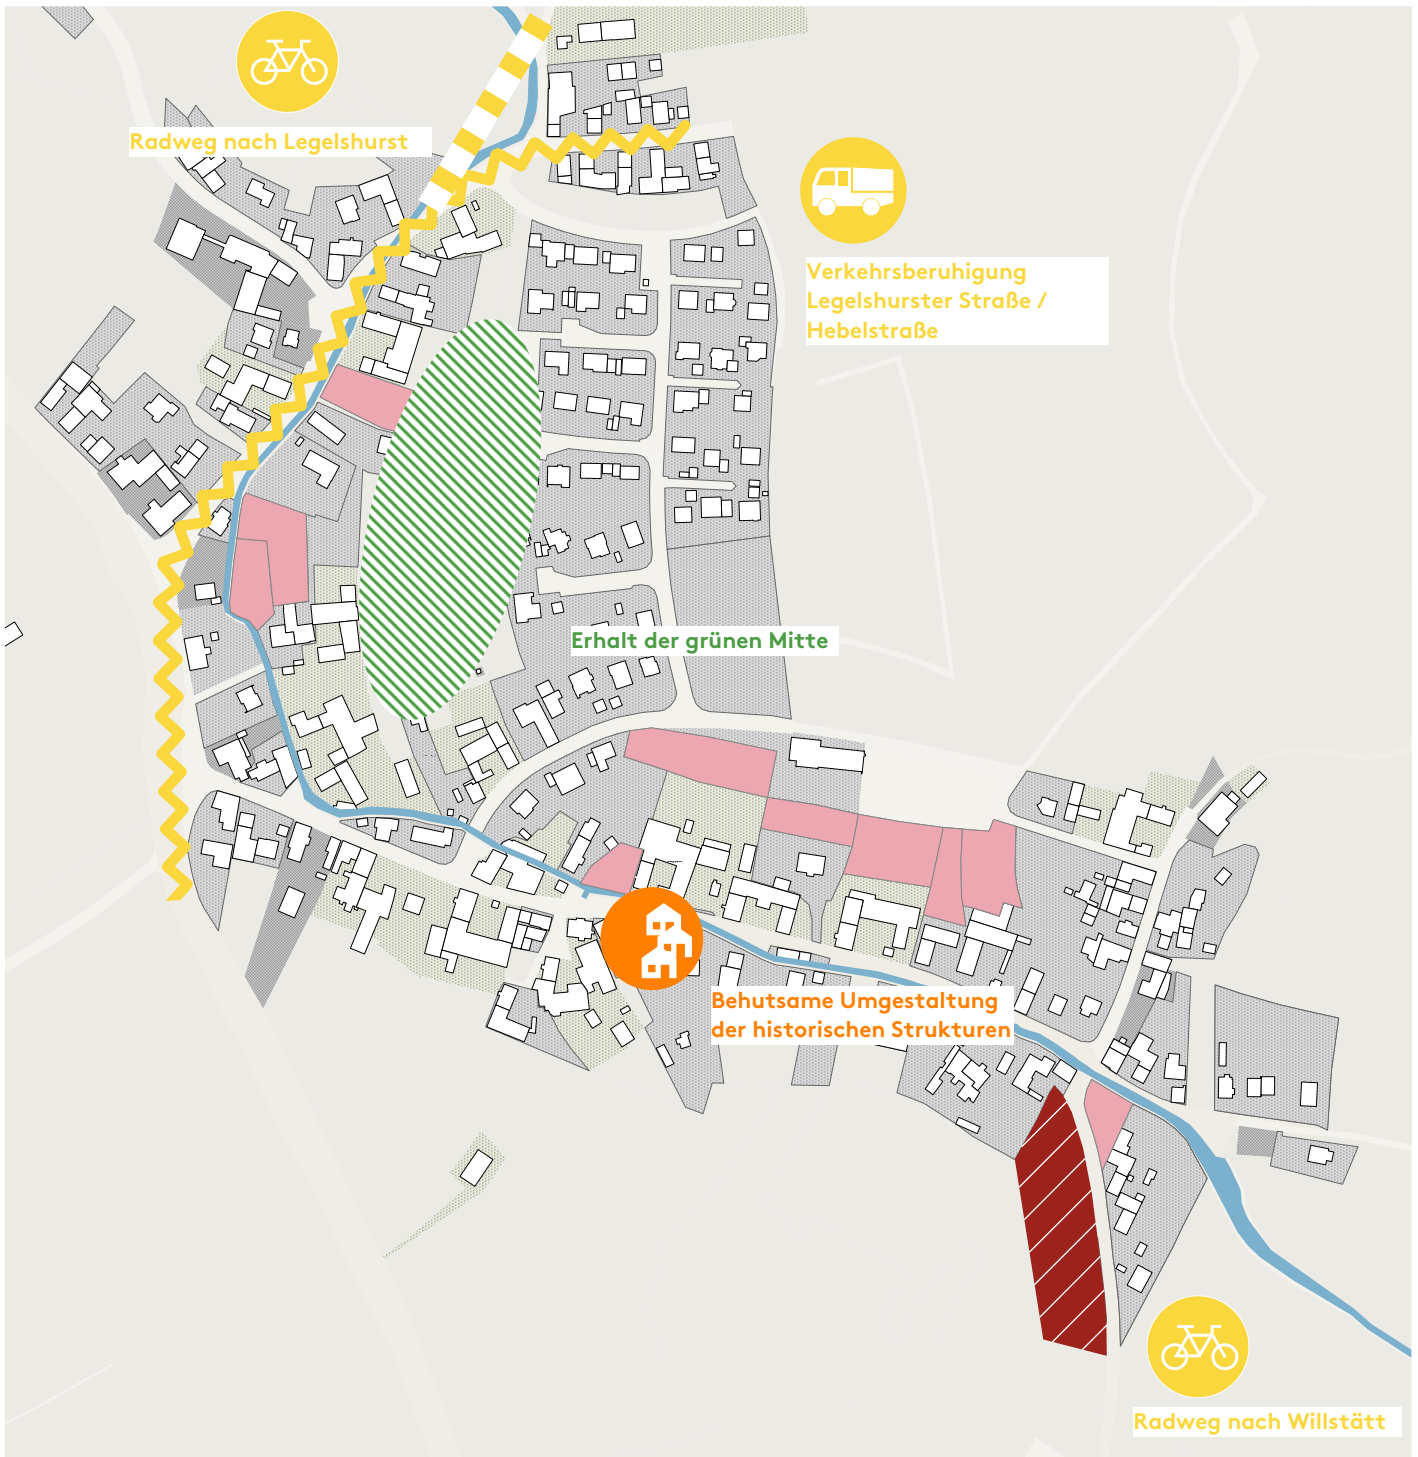 Radweg nach Legelshurst
Verkehrsberuhigung
Legelshurster Straße /
Hebelstraße
Erhalt der grünen Mitte
Behutsame Umgestaltung
der historischen Strukturen
Radweg nach Willstätt